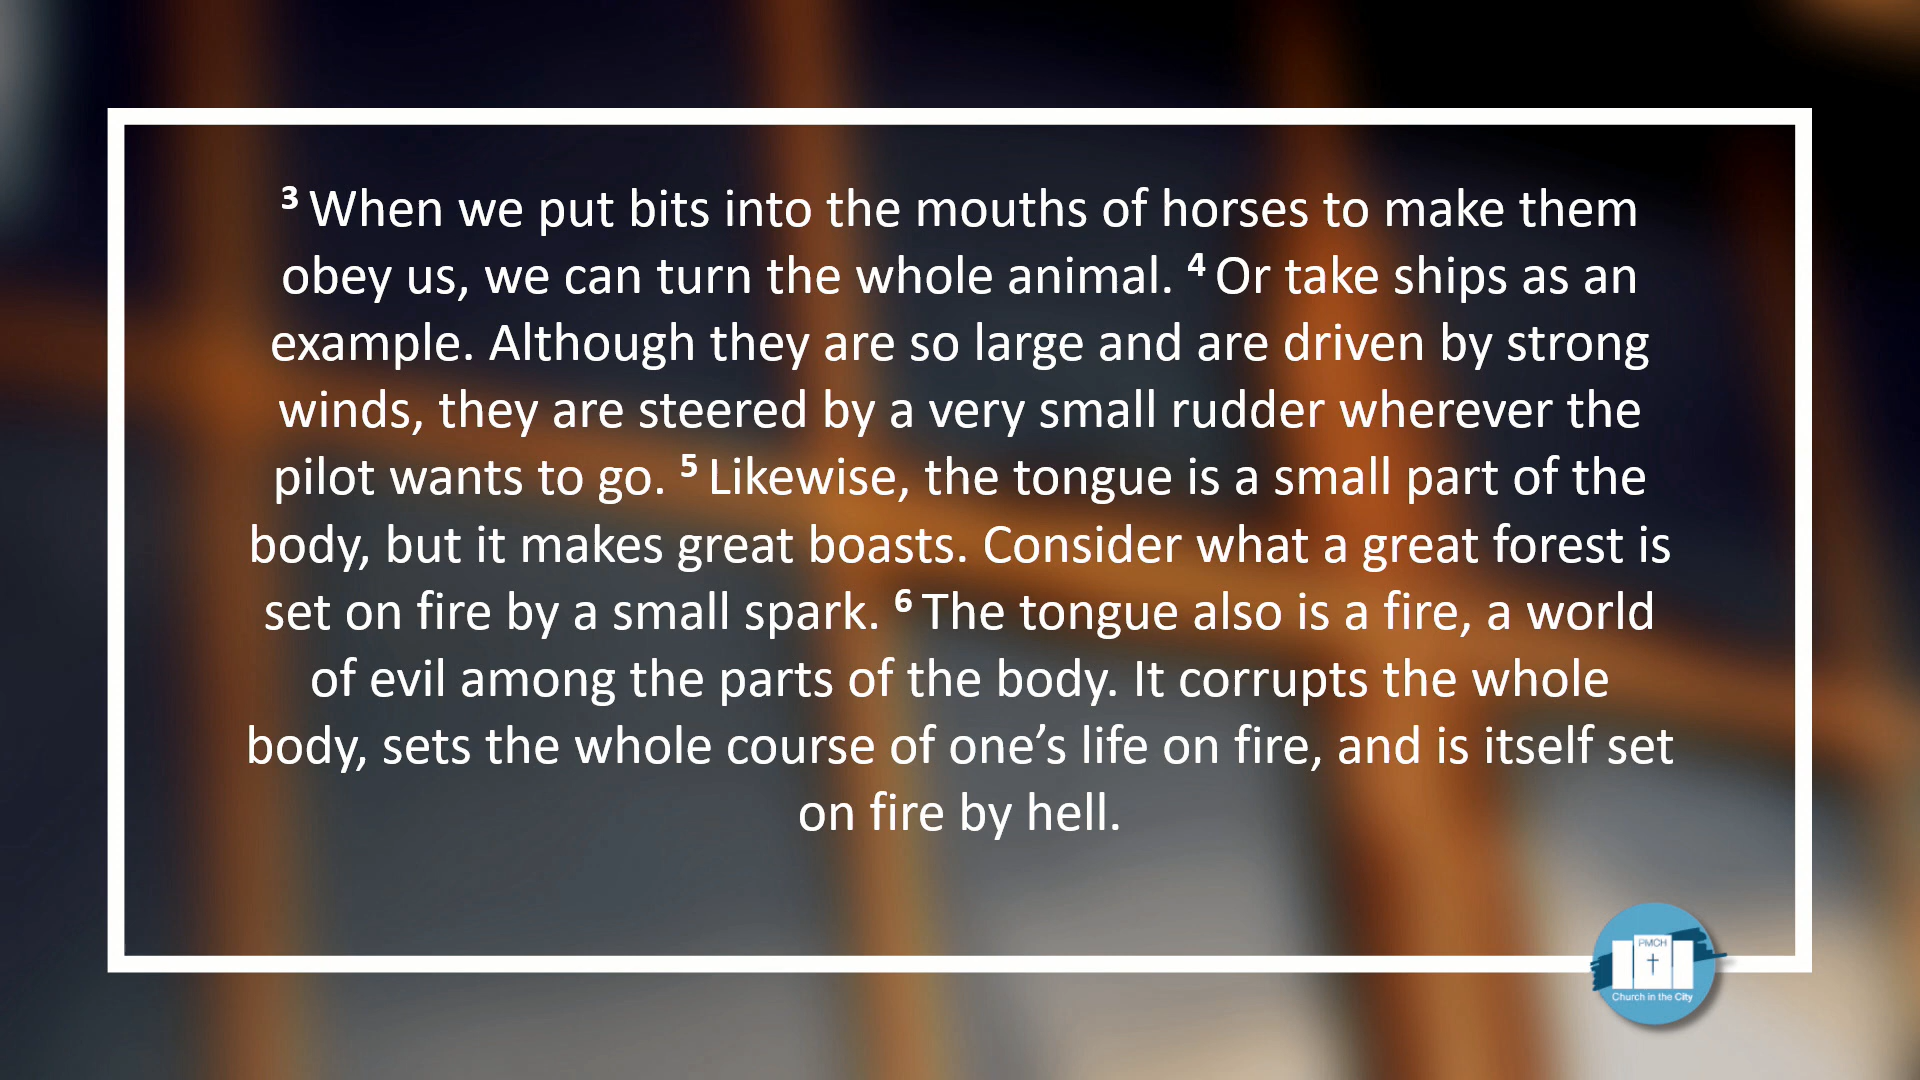 ³ When we put bits into the mouths of horses to make them
obey us, we can turn the whole animal. ⁴ Or take ships as an
example. Although they are so large and are driven by strong
winds, they are steered by a very small rudder wherever the
pilot wants to go. ⁵ Likewise, the tongue is a small part of the
body, but it makes great boasts. Consider what a great forest is
set on fire by a small spark. ⁶ The tongue also is a fire, a world
of evil among the parts of the body. It corrupts the whole
body, sets the whole course of one’s life on fire, and is itself set
on fire by hell.
PMCH
Church in the City